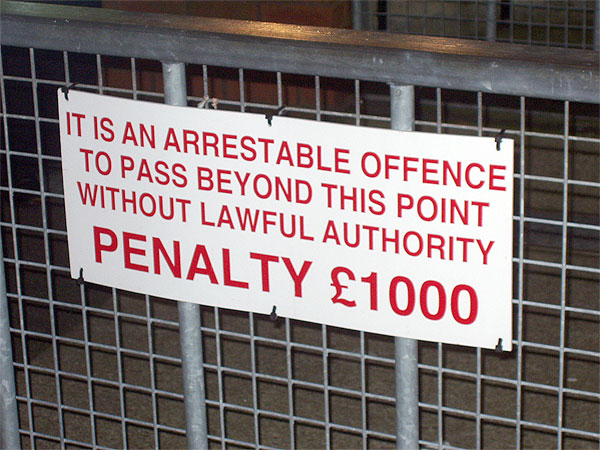 IT IS AN ARRESTABLE OFFENCE
TO PASS BEYOND THIS POINT
WITHOUT LAWFUL AUTHORITY
PENALTY £1000